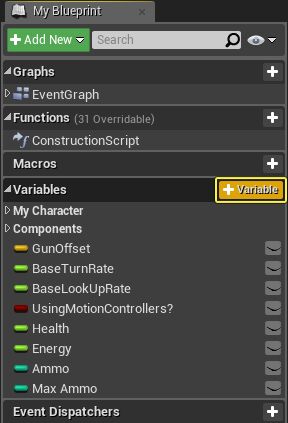 My Blueprint
Add New
Search
Graphs
EventGraph
Functions (31 Overridable)
ConstructionScript
Macros
Variables
Variable
My Character
Components
GunOffset
BaseTurnRate
BaseLookUpRate
UsingMotionControllers?
Health
Energy
Ammo
Max Ammo
Event Dispatchers